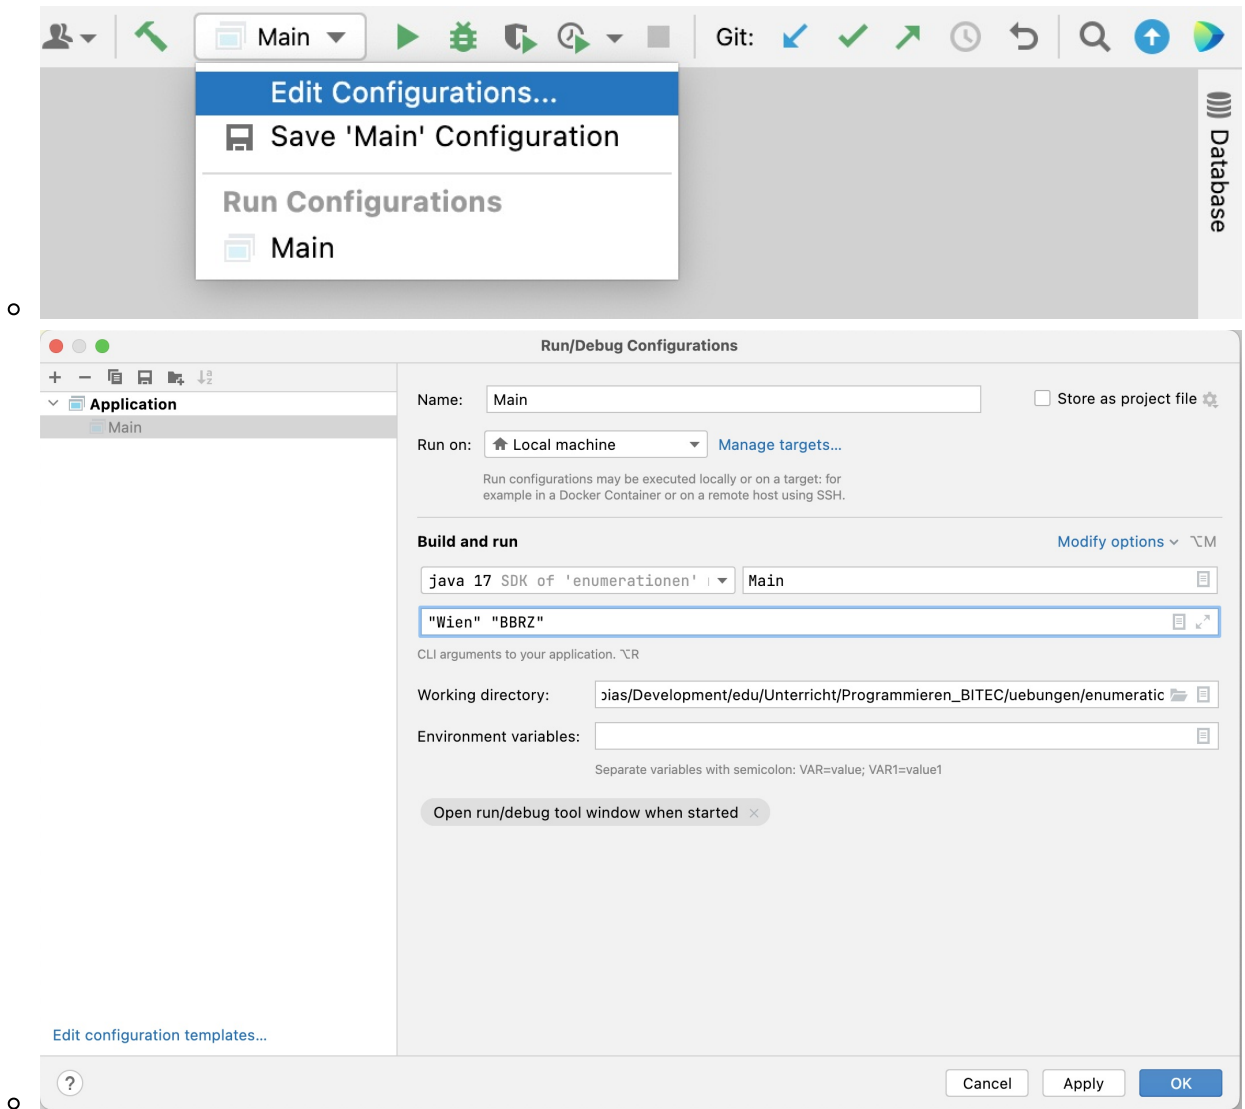 Main
Git:
Edit Configurations...
Save 'Main' Configuration
Run Configurations
Main
Database
Run/Debug Configurations
Application
Main
Name:
Main
Store as project file
Run on:
Local machine
Manage targets...
Run configurations may be executed locally or on a target: for
example in a Docker Container or on a remote host using SSH.
Build and run
Modify options
⌥M
java 17 SDK of 'enumerationen'
Main
"Wien" "BBRZ"
CLI arguments to your application. ⌥R
Working directory:
bias/Development/edu/Unterricht/Programmieren_BITEC/uebungen/enumeratic
Environment variables:
Separate variables with semicolon: VAR=value; VAR1=value1
Open run/debug tool window when started
Edit configuration templates...
?
Cancel
Apply
OK